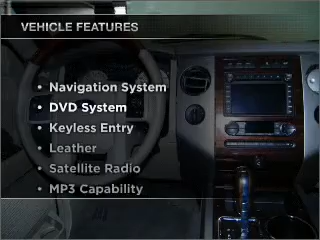 VEHICLE FEATURES
• Navigation System
• DVD System
• Keyless Entry
• Leather
• Satellite Radio
• MP3 Capability